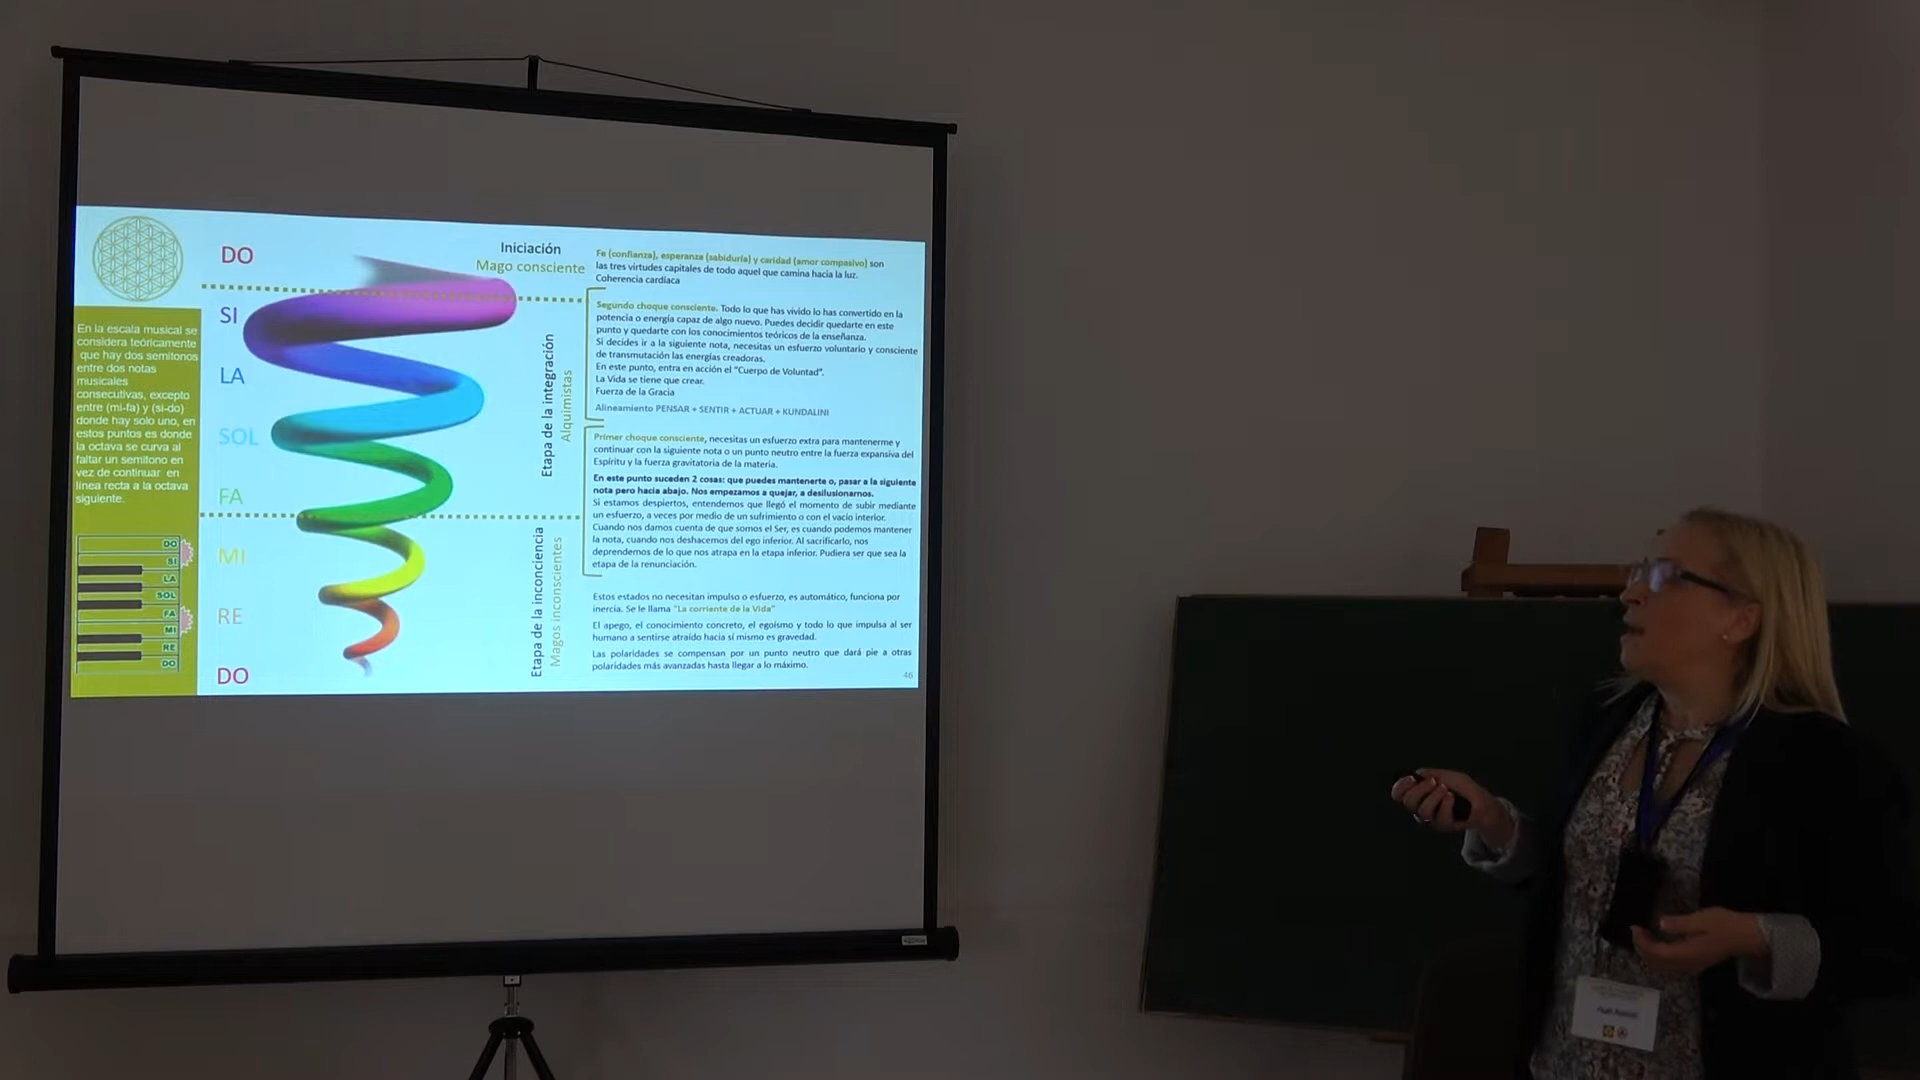 DO
SI
LA
SOL
FA
MI
RE
DO
En la escala musical se
considera teóricamente
que hay dos semitonos
entre dos notas
musicales
consecutivas, excepto
entre (mi-fa) y (si-do)
donde hay solo uno, en
estos puntos es donde
la octava se curva al
faltar un semitono en
vez de continuar en
línea recta a la octava
siguiente.
DO
SI
LA
SOL
FA
MI
RE
DO
Iniciación
Mago consciente
Etapa de la integración
Alquimistas
Etapa de la inconciencia
Magos inconscientes
Fe (confianza), esperanza (sabiduría) y caridad (amor compasivo) son
las tres virtudes capitales de todo aquel que camina hacia la luz.
Coherencia cardíaca
Segundo choque consciente. Todo lo que has vivido lo has convertido en la
potencia o energía capaz de algo nuevo. Puedes decidir quedarte en este
punto y quedarte con los conocimientos teóricos de la enseñanza.
Si decides ir a la siguiente nota, necesitas un esfuerzo voluntario y consciente
de transmutación las energías creadoras.
En este punto, entra en acción el "Cuerpo de Voluntad".
La Vida se tiene que crear.
Fuerza de la Gracia
Alineamiento PENSAR + SENTIR + ACTUAR + KUNDALINI
Primer choque consciente, necesitas un esfuerzo extra para mantenerme y
continuar con la siguiente nota o un punto neutro entre la fuerza expansiva del
Espíritu y la fuerza gravitatoria de la materia.
En este punto suceden 2 cosas: que puedes mantenerte o, pasar a la siguiente
nota pero hacia abajo. Nos empezamos a quejar, a desilusionarnos.
Si estamos despiertos, entendemos que llegó el momento de subir mediante
un esfuerzo, a veces por medio de un sufrimiento o con el vacío interior.
Cuando nos damos cuenta de que somos el Ser, es cuando podemos mantener
la nota, cuando nos deshacemos del ego inferior. Al sacrificarlo, nos
deprendemos de lo que nos atrapa en la etapa inferior. Pudiera ser que sea la
etapa de la renunciación.
Estos estados no necesitan impulso o esfuerzo, es automático, funciona por
inercia. Se le llama "La corriente de la Vida"
El apego, el conocimiento concreto, el egoísmo y todo lo que impulsa al ser
humano a sentirse atraído hacia sí mismo es gravedad.
Las polaridades se compensan por un punto neutro que dará pie a otras
polaridades más avanzadas hasta llegar a lo máximo.
46